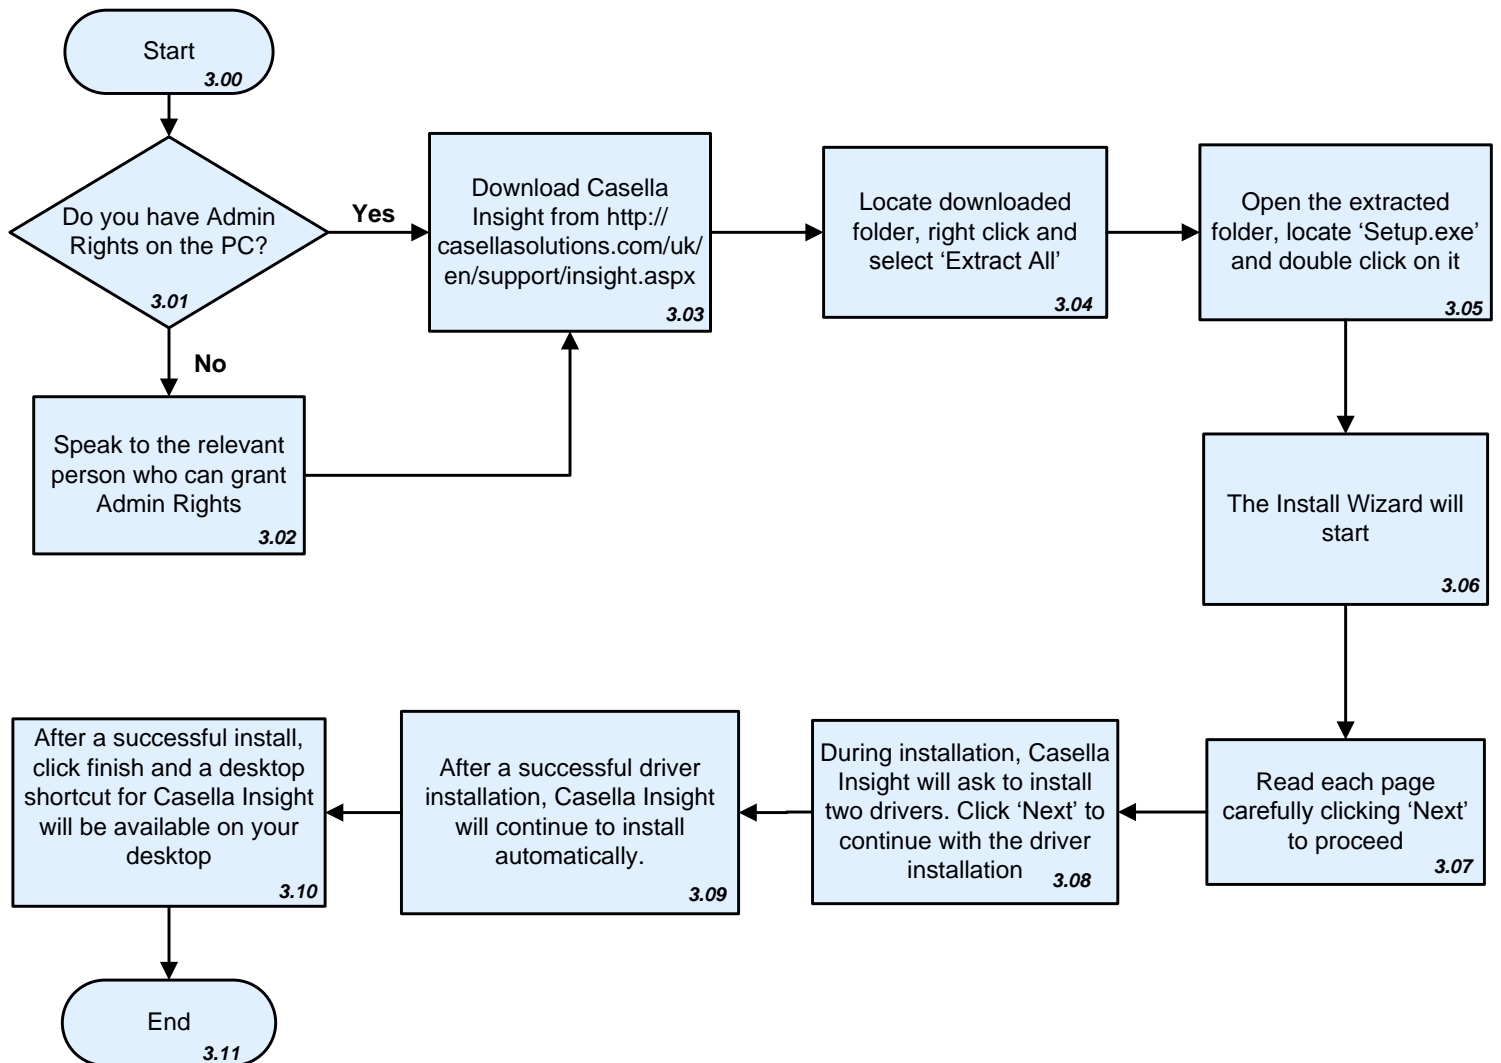 Start
3.00
Do you have Admin
Rights on the PC?
3.01
Yes
No
Speak to the relevant
person who can grant
Admin Rights
3.02
Download Casella
Insight from http://
casellasolutions.com/uk/
en/support/insight.aspx
3.03
Locate downloaded
folder, right click and
select ‘Extract All’
3.04
Open the extracted
folder, locate ‘Setup.exe’
and double click on it
3.05
The Install Wizard will
start
3.06
Read each page
carefully clicking ‘Next’
to proceed
3.07
During installation, Casella
Insight will ask to install
two drivers. Click ‘Next’ to
continue with the driver
installation
3.08
After a successful driver
installation, Casella Insight
will continue to install
automatically.
3.09
After a successful install,
click finish and a desktop
shortcut for Casella Insight
will be available on your
desktop
3.10
End
3.11